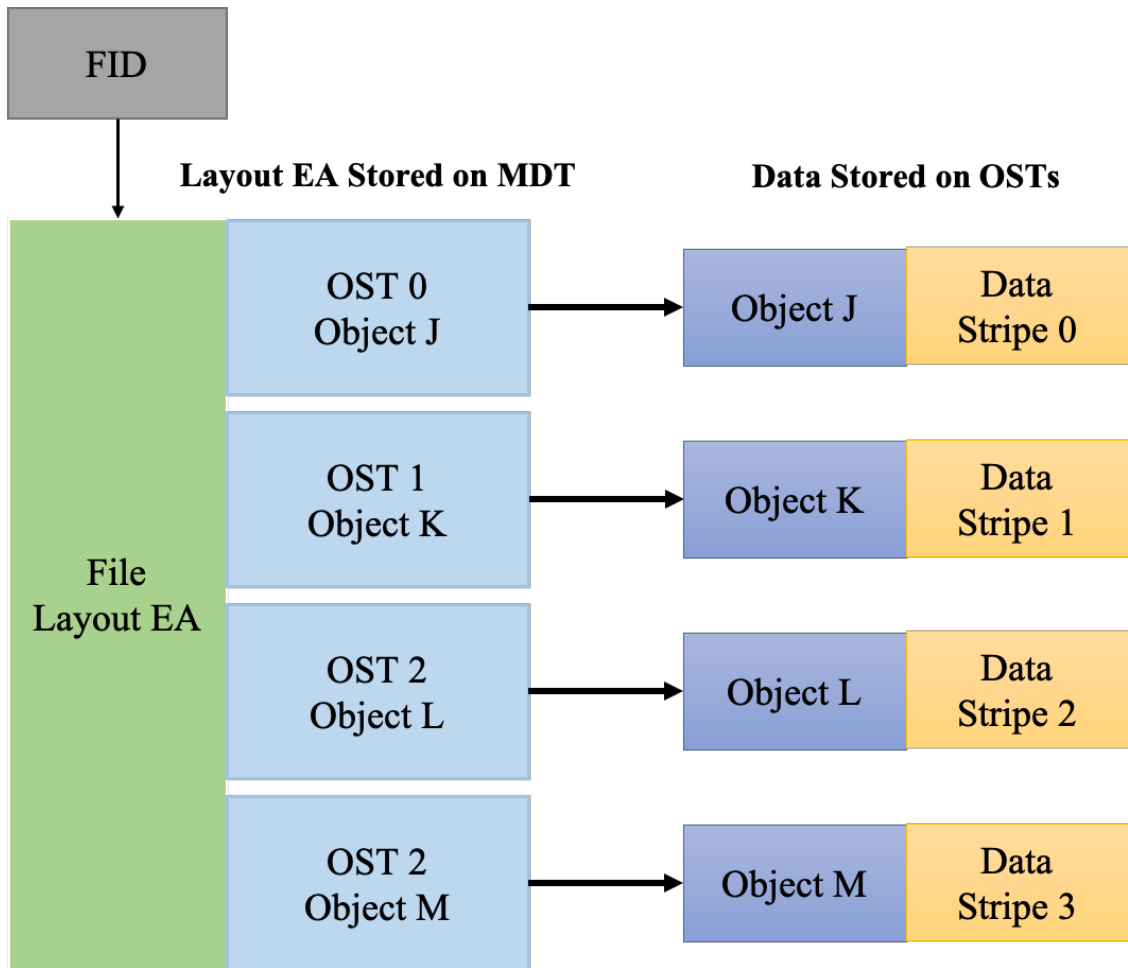 FID
Layout EA Stored on MDT
Data Stored on OSTs
File
Layout EA
OST 0
Object J
Object J
Data
Stripe 0
OST 1
Object K
Object K
Data
Stripe 1
OST 2
Object L
Object L
Data
Stripe 2
OST 2
Object M
Object M
Data
Stripe 3